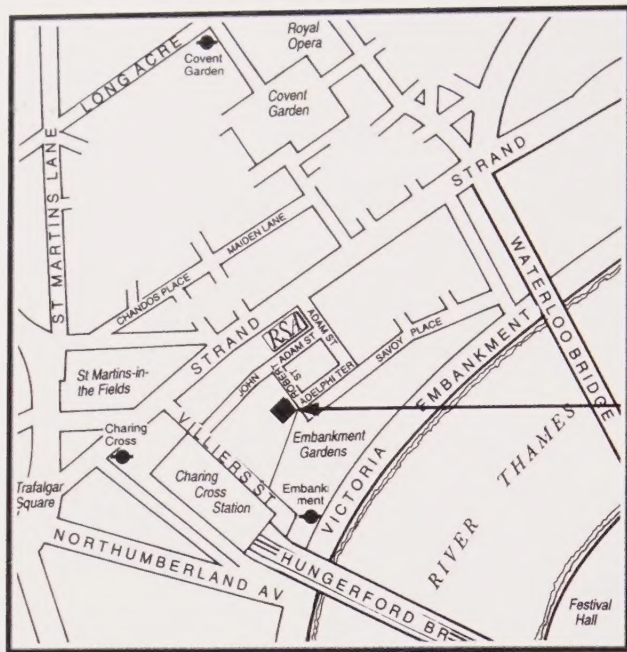 Royal
Opera
LONG ACRE
Covent
Garden
Covent
Garden
STRAND
ST MARTINS LANE
MAIDEN LANE
CHANDOS PLACE
WATERLOO BRIDGE
STRAND
RSA
ADAM ST
JOHN ADAM ST
ROBERT ST
SAVOY PLACE
ADELPHI TER
St Martins-in-
the Fields
VICTORIA EMBANKMENT
Charing
Cross
VILLIERS ST
Embankment
Gardens
Charing
Cross
Station
Trafalgar
Square
Embank
ment
RIVER THAMES
NORTHUMBERLAND AV
HUNGERFORD BR
Festival
Hall